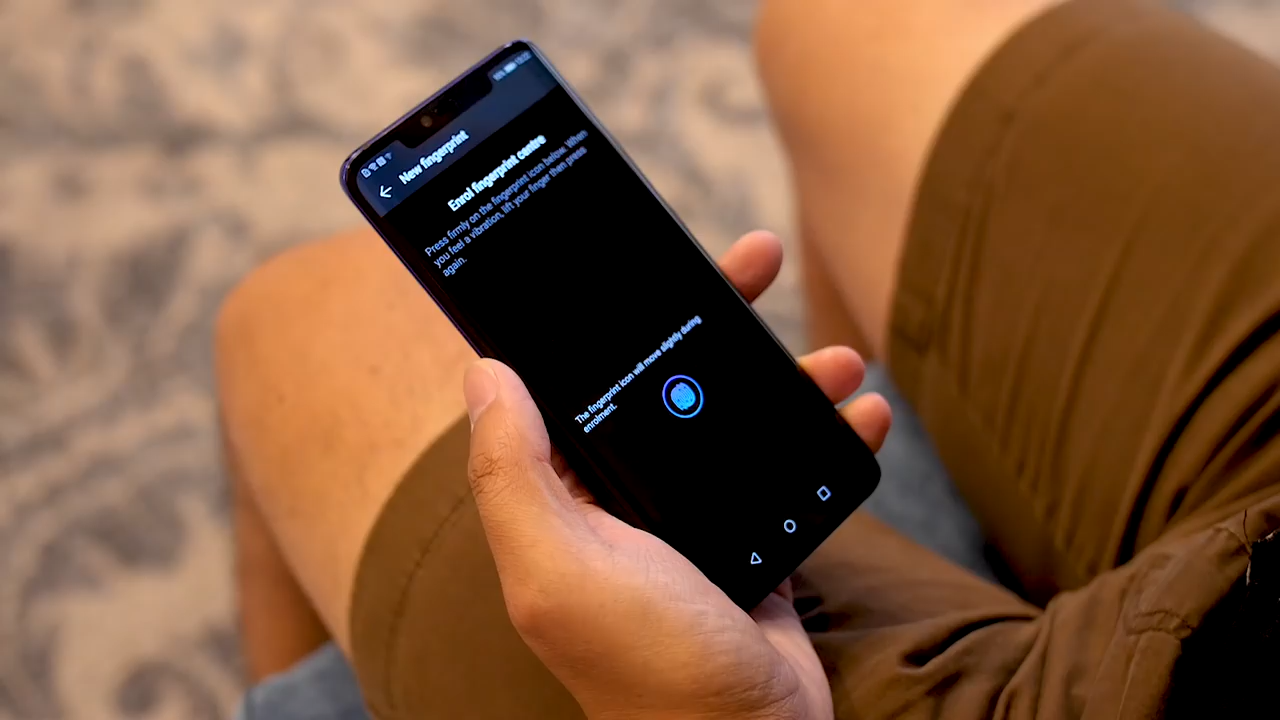 New fingerprint
Enrol fingerprint centre
Press firmly on the fingerprint icon below. When
you feel a vibration, lift your finger then press
again.
The fingerprint icon will move slightly during
enrolment.